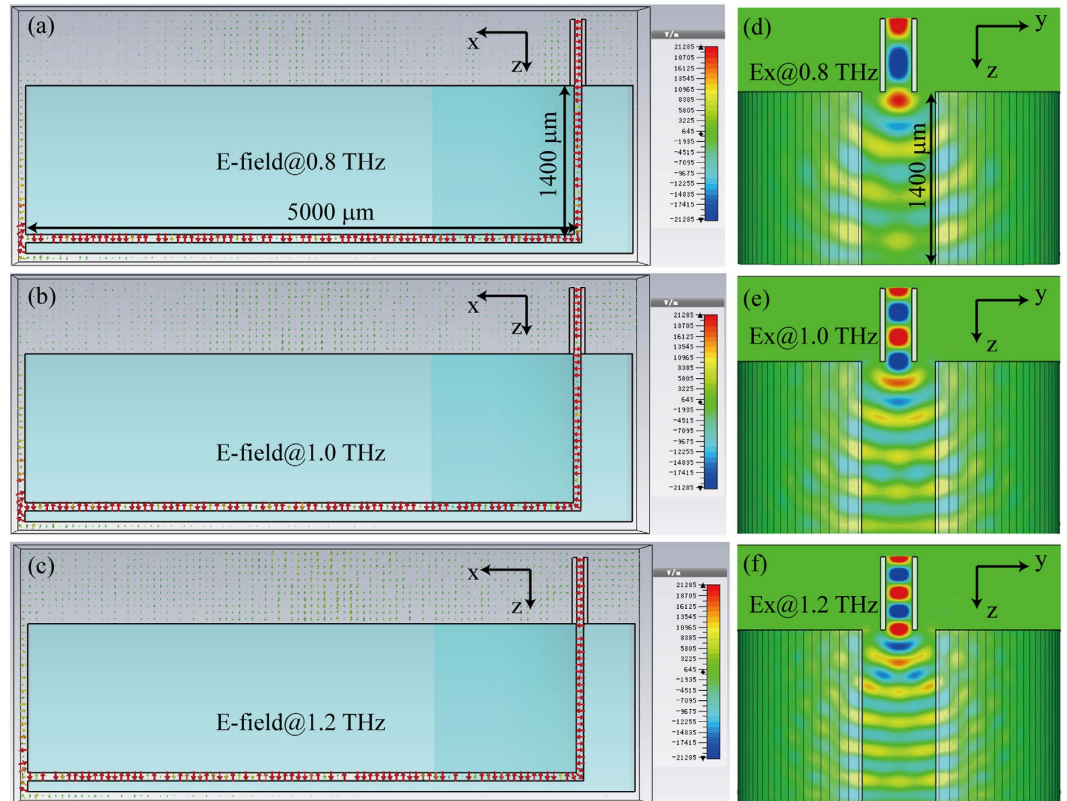 (a)
x
z
E-field@0.8 THz
1400 μm
5000 μm
V/m
21285
18705
16125
13545
10965
8385
5805
3225
645
-1935
-4515
-7095
-9675
-12255
-14835
-17415
-21285
(d)
y
z
Ex@0.8 THz
1400 μm
(b)
x
z
E-field@1.0 THz
V/m
21285
18705
16125
13545
10965
8385
5805
3225
645
-1935
-4515
-7095
-9675
-12255
-14835
-17415
-21285
(e)
y
z
Ex@1.0 THz
(c)
x
z
E-field@1.2 THz
V/m
21285
18705
16125
13545
10965
8385
5805
3225
645
-1935
-4515
-7095
-9675
-12255
-14835
-17415
-21285
(f)
y
z
Ex@1.2 THz